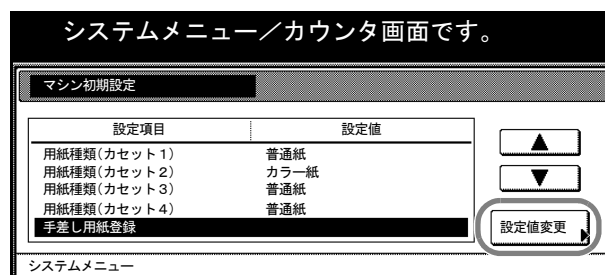 システムメニュー／カウンタ画面です。
マシン初期設定
設定項目 設定値
用紙種類(カセット1) 普通紙
用紙種類(カセット2) カラー紙
用紙種類(カセット3) 普通紙
用紙種類(カセット4) 普通紙
手差し用紙登録
▲
▼
設定値変更
システムメニュー